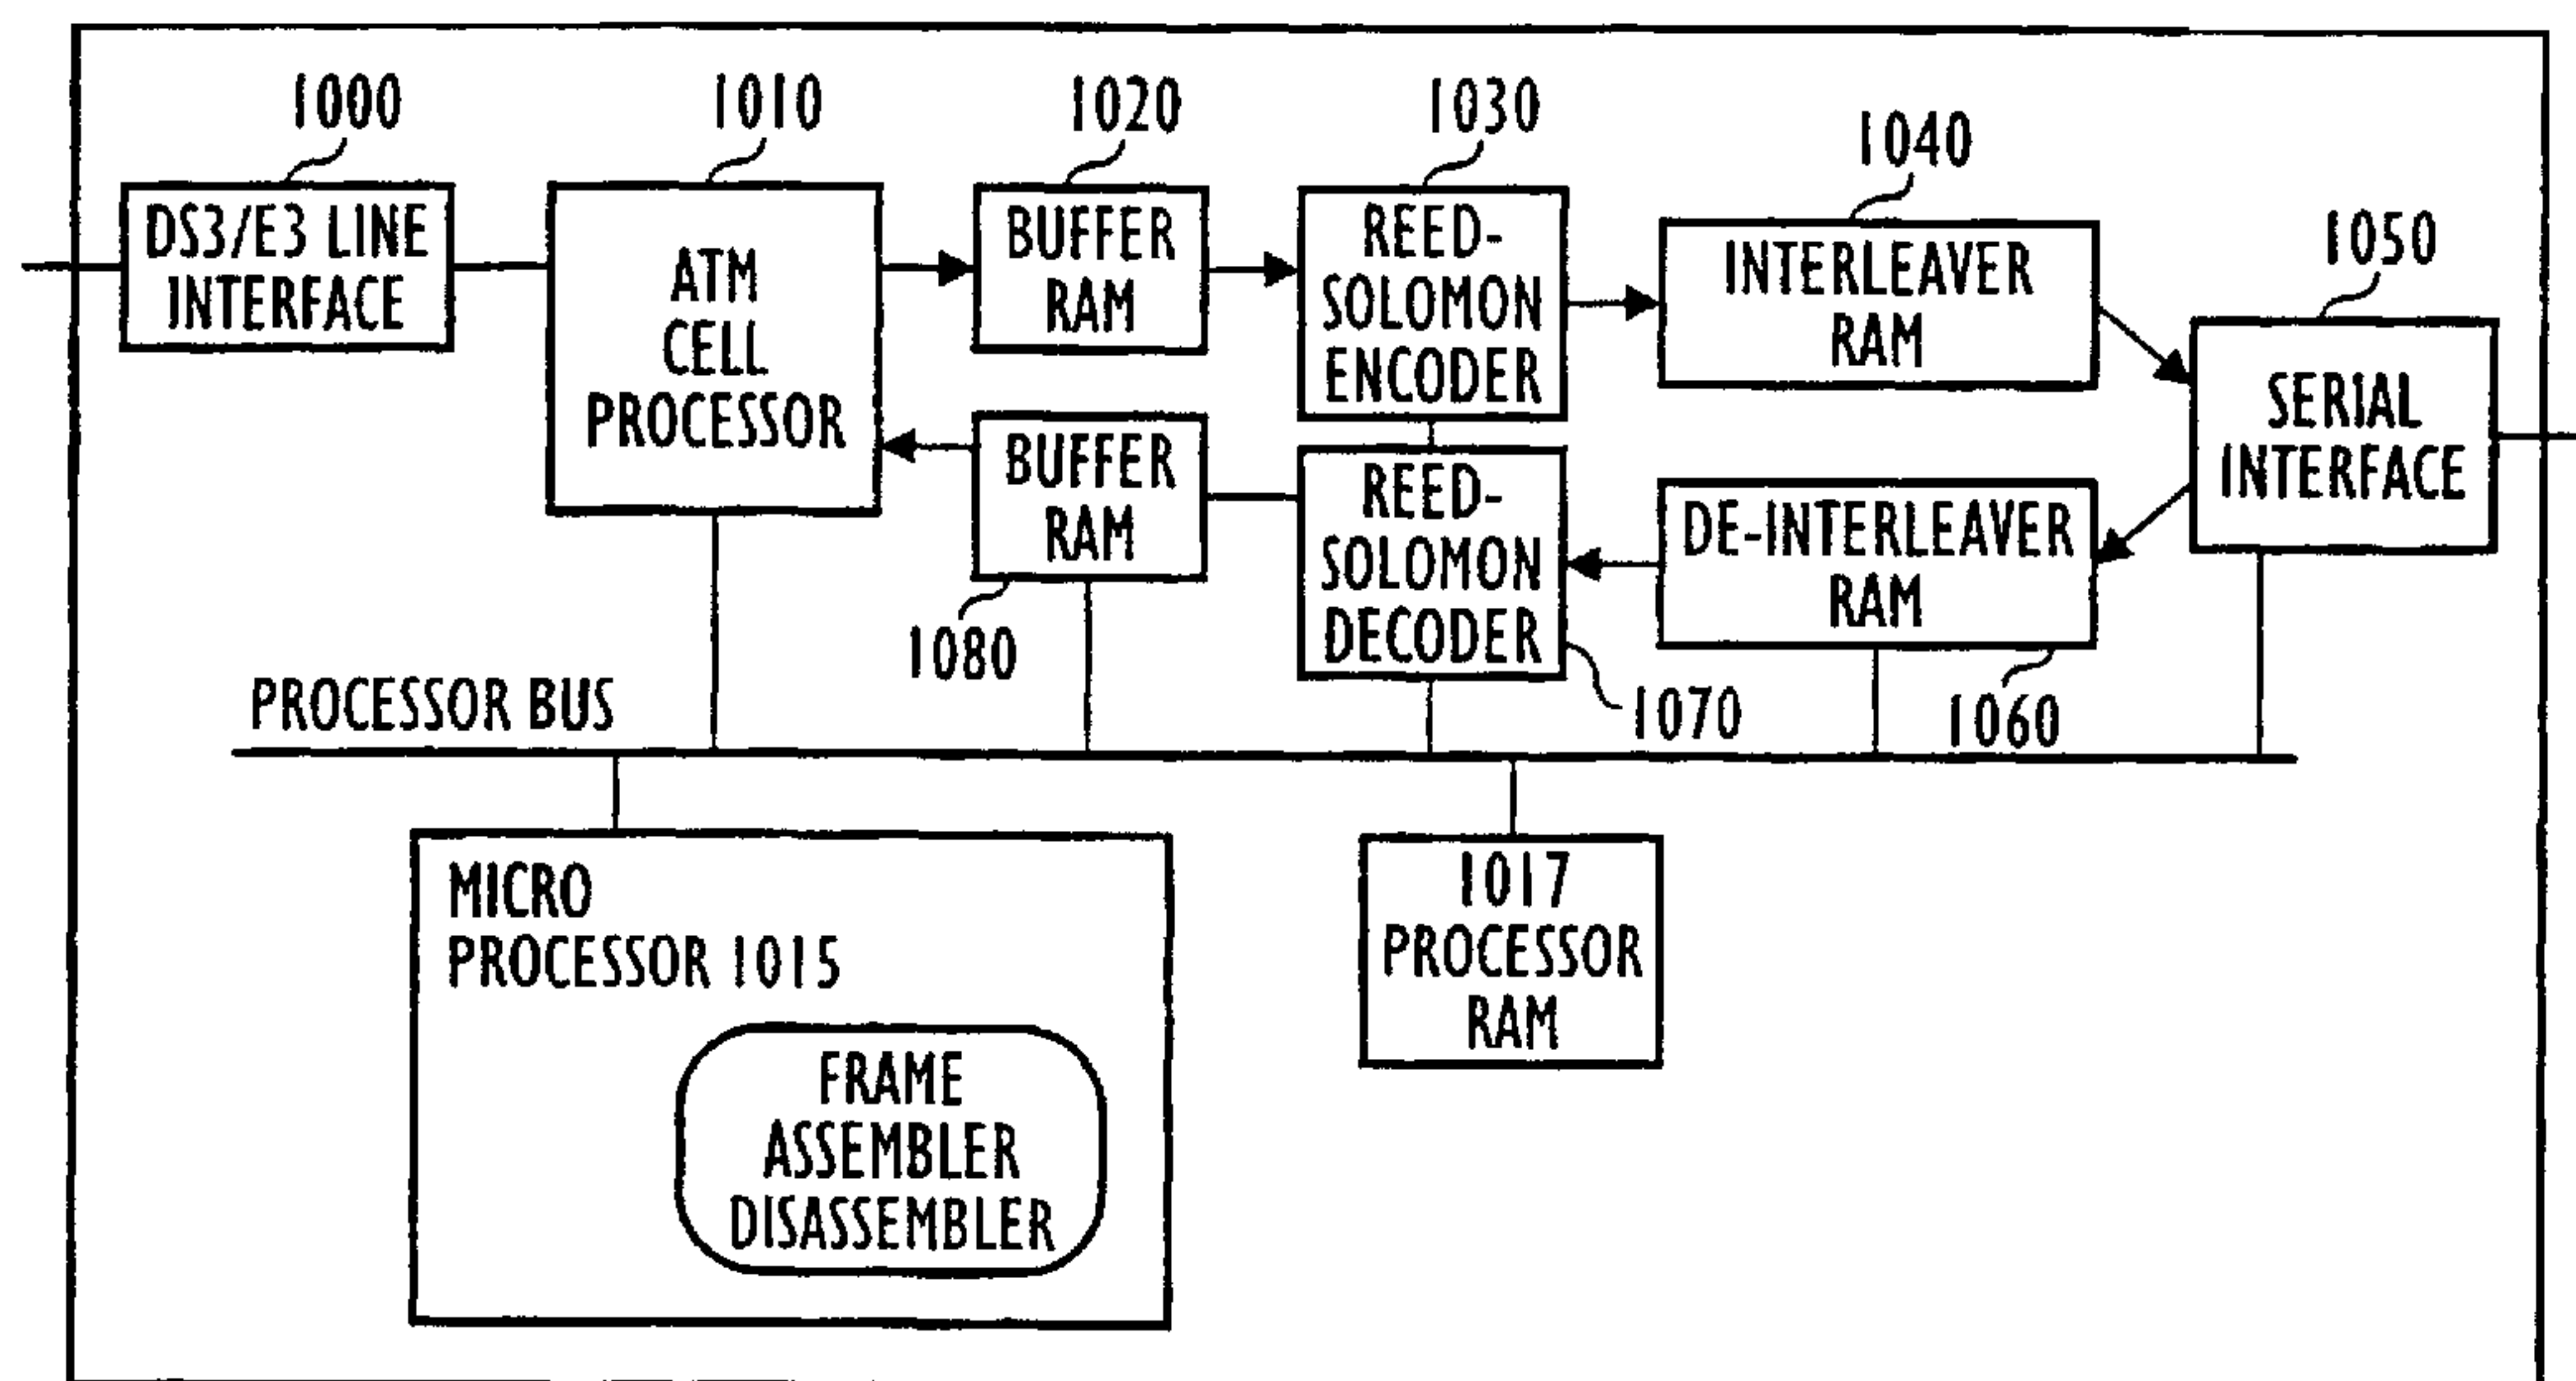 1000
1010
1020
1030
1040
1050
DS3/E3 LINE
INTERFACE
ATM
CELL
PROCESSOR
BUFFER
RAM
REED-
SOLOMON
ENCODER
INTERLEAVER
RAM
SERIAL
INTERFACE
BUFFER
RAM
REED-
SOLOMON
DECODER
DE-INTERLEAVER
RAM
1080
1070
1060
PROCESSOR BUS
MICRO
PROCESSOR 1015
FRAME
ASSEMBLER
DISASSEMBLER
1017
PROCESSOR
RAM